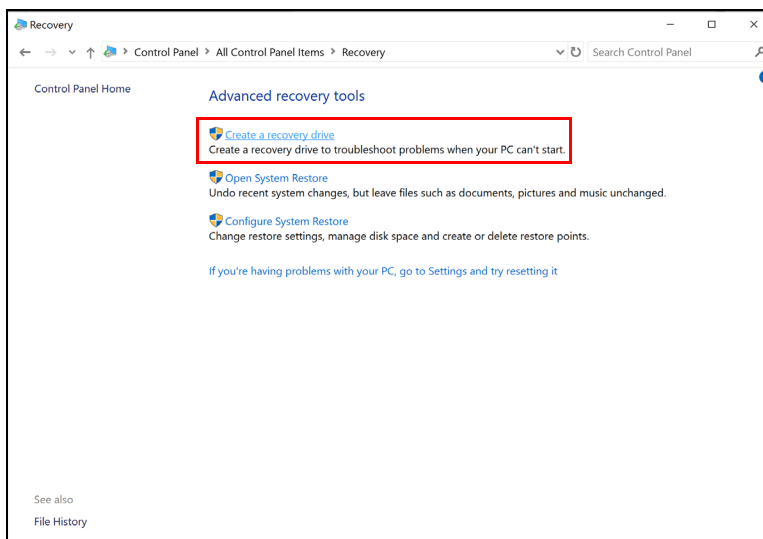 Recovery
Control Panel > All Control Panel Items > Recovery
Search Control Panel
Control Panel Home
Advanced recovery tools
Create a recovery drive
Create a recovery drive to troubleshoot problems when your PC can't start.
Open System Restore
Undo recent system changes, but leave files such as documents, pictures and music unchanged.
Configure System Restore
Change restore settings, manage disk space and create or delete restore points.
If you're having problems with your PC, go to Settings and try resetting it
See also
File History